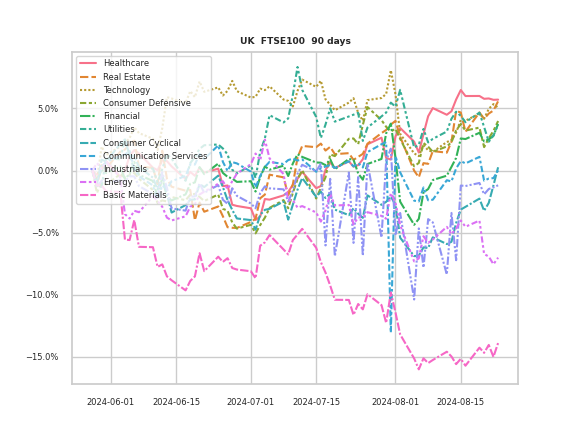 UK  FTSE100  90 days
Healthcare
Real Estate
Technology
Consumer Defensive
Financial
Utilities
Consumer Cyclical
Communication Services
Industrials
Energy
Basic Materials
5.0%
0.0%
−5.0%
−10.0%
−15.0%
2024-06-01 2024-06-15 2024-07-01 2024-07-15 2024-08-01 2024-08-15